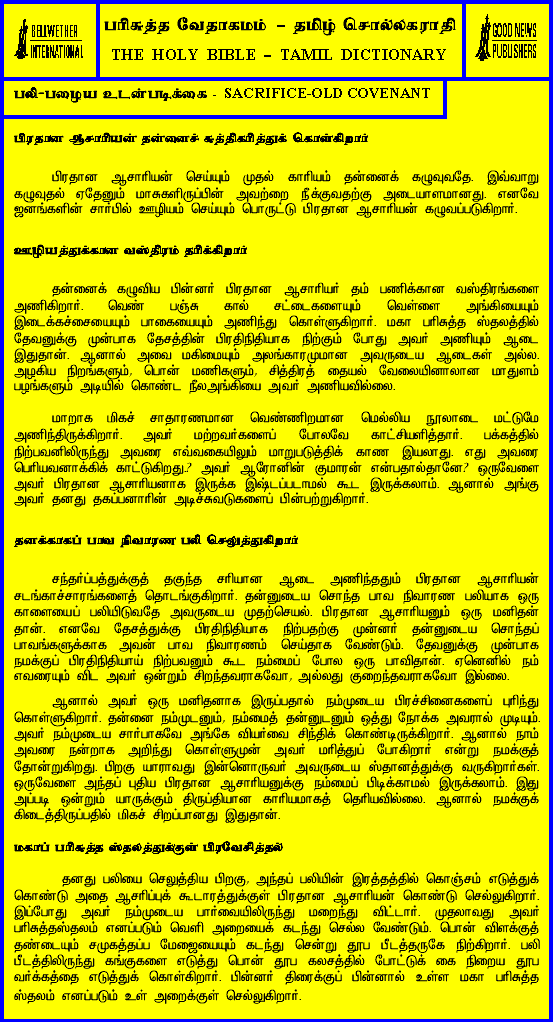 BELLWETHER
INTERNATIONAL
பரிசுத்த வேதாகமம் – தமிழ் சொல்லகராதி
THE HOLY BIBLE – TAMIL DICTIONARY
GOOD NEWS
PUBLISHERS
பலி-பழைய உடன்படிக்கை - SACRIFICE-OLD COVENANT
பிரதான ஆசாரியன் தன்னைச் சுத்திகரித்துக் கொள்கிறார்
பிரதான ஆசாரியன் செய்யும் முதல் காரியம் தன்னைக் கழுவுவதே. இவ்வாறு
கழுவுதல் ஏதேனும் மாசுகளிருப்பின் அவற்றை நீக்குவதற்கு அடையாளமானது. எனவே
ஜனங்களின் சார்பில் ஊழியம் செய்யும் பொருட்டு பிரதான ஆசாரியன் கழுவப்படுகிறார்.
ஊழியத்துக்கான வஸ்திரம் தரிக்கிறார்
தன்னைக் கழுவிய பின்னர் பிரதான ஆசாரியர் தம் பணிக்கான வஸ்திரங்களை
அணிகிறார். வெண் பஞ்சு கால் சட்டைகளையும் வெள்ளை அங்கியையும்
இடைக்கச்சையையும் பாகையையும் அணிந்து கொள்ளுகிறார். மகா பரிசுத்த ஸ்தலத்தில்
தேவனுக்கு முன்பாக தேசத்தின் பிரதிநிதியாக நிற்கும் போது அவர் அணியும் ஆடை
இதுதான். ஆனால் அவை மகிமையும் அலங்காரமுமான அவருடைய ஆடைகள் அல்ல.
அழகிய நிறங்களும், பொன் மணிகளும், சித்திரத் தையல் வேலையினாலான மாதுளம்
பழங்களும் அடியில் கொண்ட நீலஅங்கியை அவர் அணியவில்லை.
மாறாக மிகச் சாதாரணமான வெண்ணிறமான மெல்லிய நூலாடை மட்டுமே
அணிந்திருக்கிறார். அவர் மற்றவர்களைப் போலவே காட்சியளித்தார். பக்கத்தில்
நிற்பவனிலிருந்து அவரை எவ்வகையிலும் மாறுபடுத்திக் காண இயலாது. எது அவரை
பெரியவனாக்கிக் காட்டுகிறது.? அவர் ஆரோனின் குமாரன் என்பதால்தானே? ஒருவேளை
அவர் பிரதான ஆசாரியனாக இருக்க இஷ்டப்படாமல் கூட இருக்கலாம். ஆனால் அங்கு
அவர் தனது தகப்பனாரின் அடிச்சுவடுகளைப் பின்பற்றுகிறார்.
தனக்காகப் பாவ நிவாரண பலி செலுத்துகிறார்
சந்தர்ப்பத்துக்குத் தகுந்த சரியான ஆடை அணிந்ததும் பிரதான ஆசாரியன்
சடங்காச்சாரங்களைத் தொடங்குகிறார். தன்னுடைய சொந்த பாவ நிவாரண பலியாக ஒரு
காளையைப் பலியிடுவதே அவருடைய முதற்செயல். பிரதான ஆசாரியனும் ஒரு மனிதன்
தான். எனவே தேசத்துக்கு பிரதிநிதியாக நிற்பதற்கு முன்னர் தன்னுடைய சொந்தப்
பாவங்களுக்காக அவன் பாவ நிவாரணம் செய்தாக வேண்டும். தேவனுக்கு முன்பாக
நமக்குப் பிரதிநிதியாய் நிற்பவனும் கூட நம்மைப் போல ஒரு பாவிதான். ஏனெனில் நம்
எவரையும் விட அவர் ஒன்றும் சிறந்தவராகவோ, அல்லது குறைந்தவராகவோ இல்லை.
ஆனால் அவர் ஒரு மனிதனாக இருப்பதால் நம்முடைய பிரச்சினைகளைப் புரிந்து
கொள்ளுகிறார். தன்னை நம்முடனும், நம்மைத் தன்னுடனும் ஒத்து நோக்க அவரால் முடியும்.
அவர் நம்முடைய சார்பாகவே அங்கே வியர்வை சிந்திக் கொண்டிருக்கிறார். ஆனால் நாம்
அவரை நன்றாக அறிந்து கொள்ளுமுன் அவர் மரித்துப் போகிறார் என்று நமக்குத்
தோன்றுகிறது. பிறகு யாராவது இன்னொருவர் அவருடைய ஸ்தானத்துக்கு வருகிறார்கள்.
ஒருவேளை அந்தப் புதிய பிரதான ஆசாரியனுக்கு நம்மைப் பிடிக்காமல் இருக்கலாம். இது
அப்படி ஒன்றும் யாருக்கும் திருப்தியான காரியமாகத் தெரியவில்லை. ஆனால் நமக்குக்
கிடைத்திருப்பதில் மிகச் சிறப்பானது இதுதான்.
மகாப் பரிசுத்த ஸ்தலத்துக்குள் பிரவேசித்தல்
தனது பலியை செலுத்திய பிறகு, அந்தப் பலியின் இரத்தத்தில் கொஞ்சம் எடுத்துக்
கொண்டு அதை ஆசரிப்புக் கூடாரத்துக்குள் பிரதான ஆசாரியன் கொண்டு செல்லுகிறார்.
இப்போது அவர் நம்முடைய பார்வையிலிருந்து மறைந்து விட்டார். முதலாவது அவர்
பரிசுத்தஸ்தலம் எனப்படும் வெளி அறையைக் கடந்து செல்ல வேண்டும். பொன் விளக்குத்
தண்டையும் சமுகத்தப்ப மேஜையையும் கடந்து சென்று தூப பீடத்தருகே நிற்கிறார். பலி
பீடத்திலிருந்து கங்குகளை எடுத்து பொன் தூப கலசத்தில் போட்டுக் கை நிறைய தூப
வர்க்கத்தை எடுத்துக் கொள்கிறார். பின்னர் திரைக்குப் பின்னால் உள்ள மகா பரிசுத்த
ஸ்தலம் எனப்படும் உள் அறைக்குள் செல்லுகிறார்.